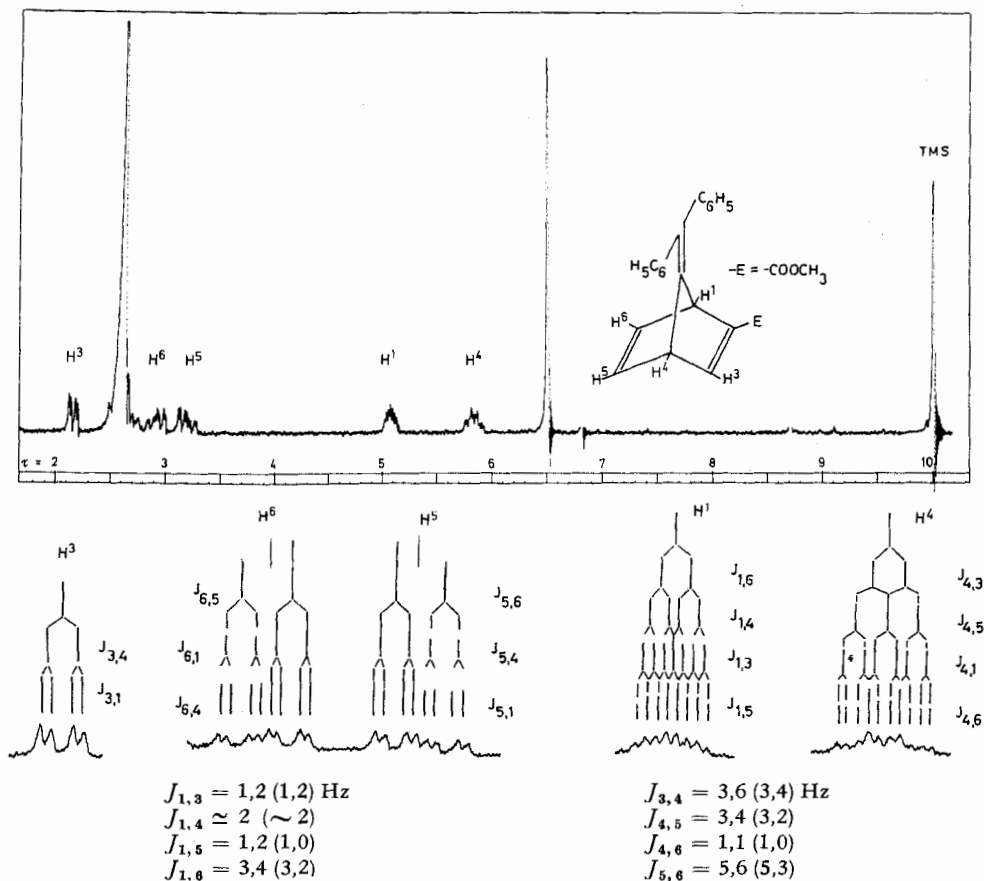 TMS
C₆H₅
H₅C₆
-E = -COOCH₃
H¹
H⁶
E
H⁵
H⁴
H³
H³
H⁶
H⁵
H¹
H⁴
τ = 2 3 4 5 6 7 8 9 10
H³
J₃,₄
J₃,₁
H⁶
H⁵
J₆,₅
J₅,₆
J₆,₁
J₅,₄
J₆,₄
J₅,₁
H¹
J₁,₆
J₁,₄
J₁,₃
J₁,₅
H⁴
J₄,₃
J₄,₅
J₄,₁
J₄,₆
J₁,₃ = 1,2 (1,2) Hz
J₁,₄ ≃ 2 (∼ 2)
J₁,₅ = 1,2 (1,0)
J₁,₆ = 3,4 (3,2)
J₃,₄ = 3,6 (3,4) Hz
J₄,₅ = 3,4 (3,2)
J₄,₆ = 1,1 (1,0)
J₅,₆ = 5,6 (5,3)